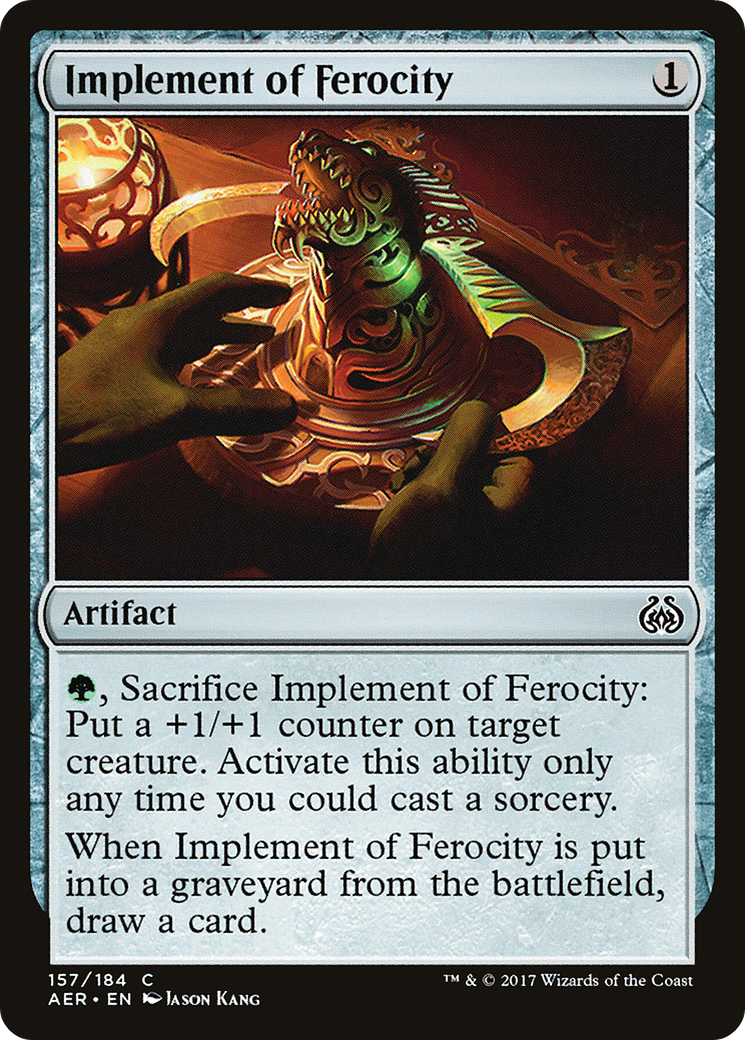 Implement of Ferocity
1
Artifact
, Sacrifice Implement of Ferocity:
Put a +1/+1 counter on target
creature. Activate this ability only
any time you could cast a sorcery.
When Implement of Ferocity is put
into a graveyard from the battlefield,
draw a card.
157/184 C
™ & © 2017 Wizards of the Coast
AER • EN Jason Kang